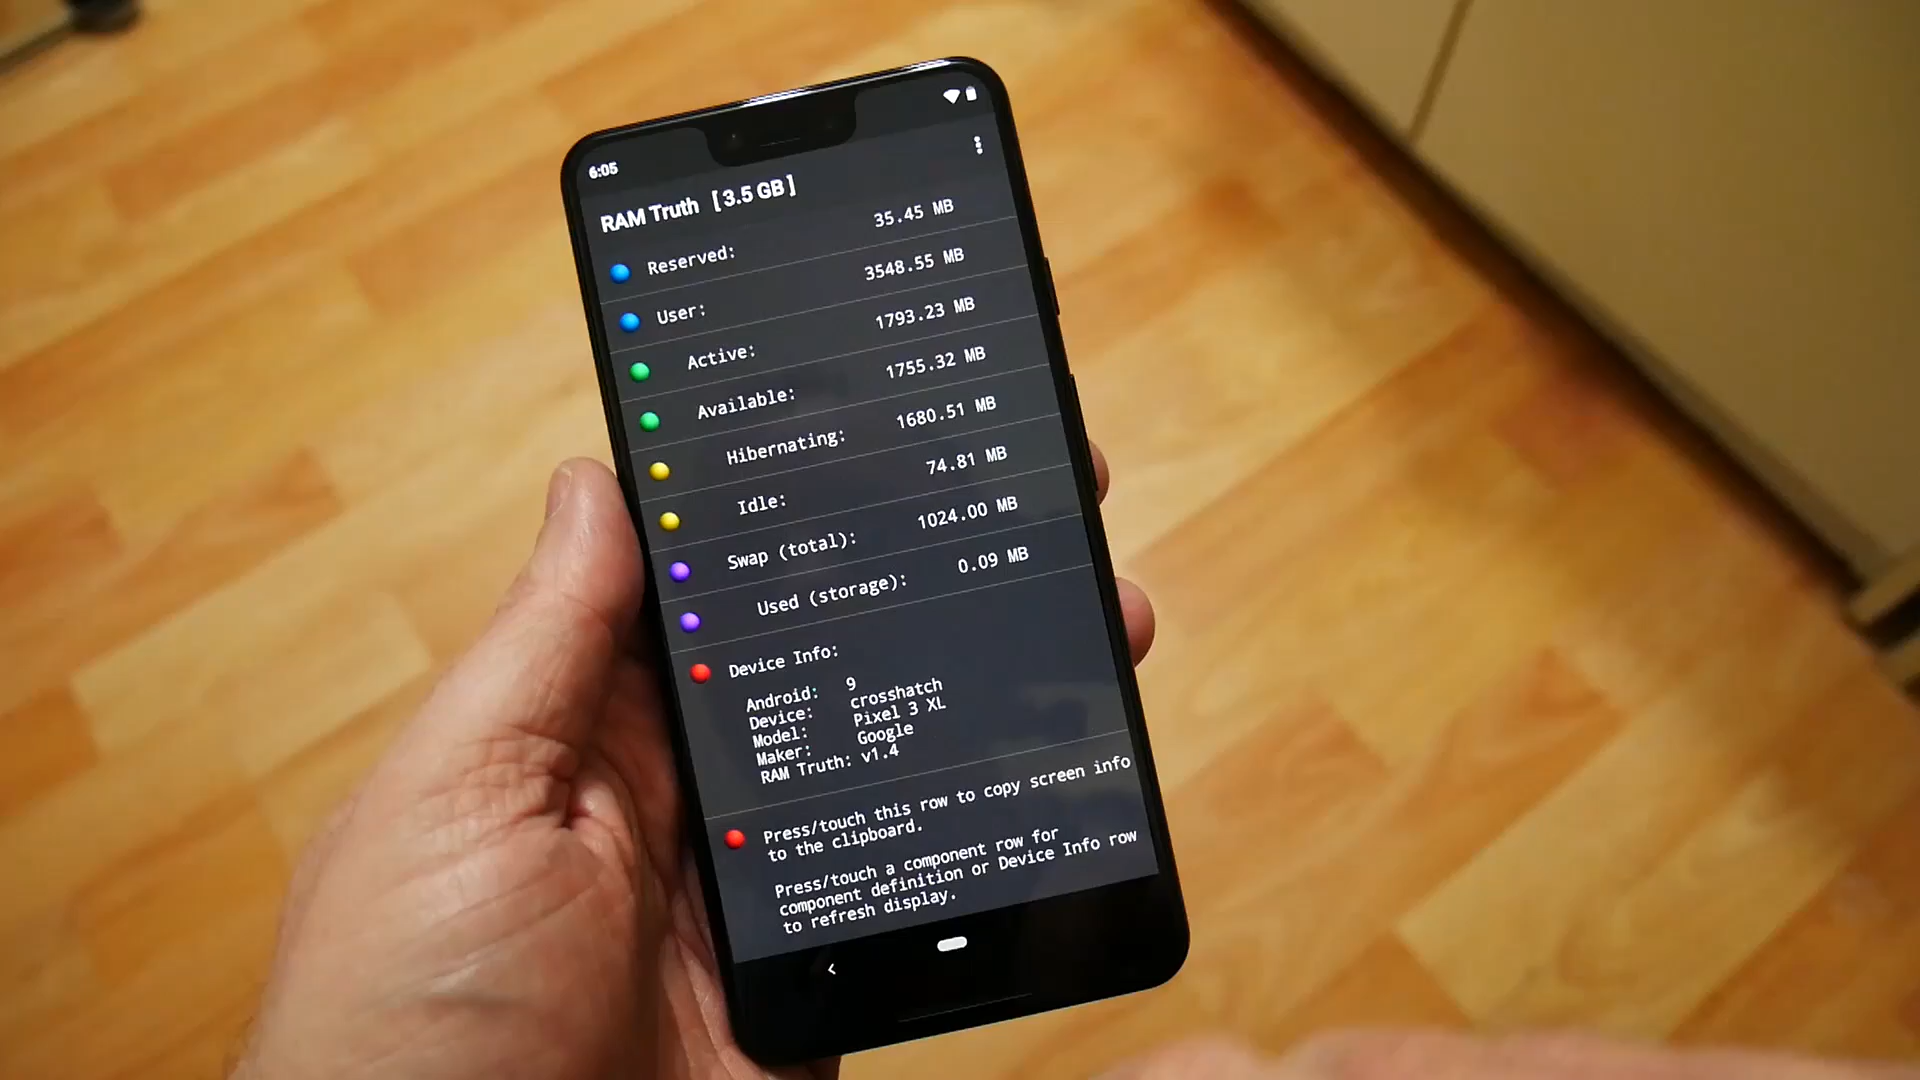 6:05
RAM Truth [ 3.5 GB ]
Reserved: 35.45 MB
User: 3548.55 MB
Active: 1793.23 MB
Available: 1755.32 MB
Hibernating: 1680.51 MB
Idle: 74.81 MB
Swap (total): 1024.00 MB
Used (storage): 0.09 MB
Device Info:
Android: 9
Device: crosshatch
Model: Pixel 3 XL
Maker: Google
RAM Truth: v1.4
Press/touch this row to copy screen info
to the clipboard.
Press/touch a component row for
component definition or Device Info row
to refresh display.